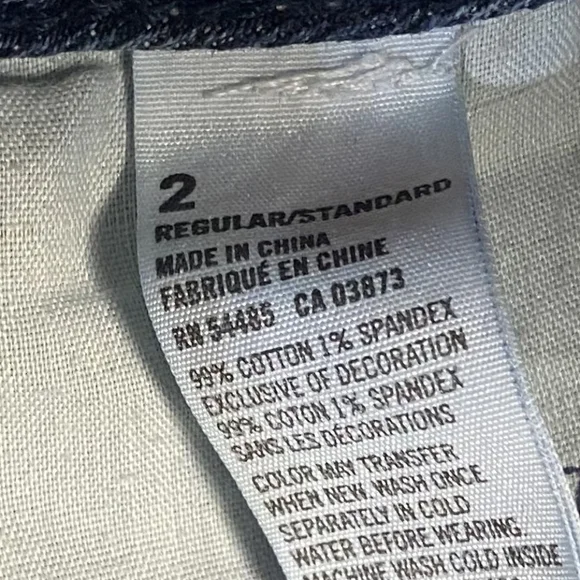 2
REGULAR/STANDARD
MADE IN CHINA
FABRIQUÉ EN CHINE
RN 54485 CA 03873
99% COTTON 1% SPANDEX
EXCLUSIVE OF DECORATION
99% COTON 1% SPANDEX
SANS LES DÉCORATIONS
COLOR MAY TRANSFER
WHEN NEW. WASH ONCE
SEPARATELY IN COLD
WATER BEFORE WEARING.
MACHINE WASH COLD INSIDE